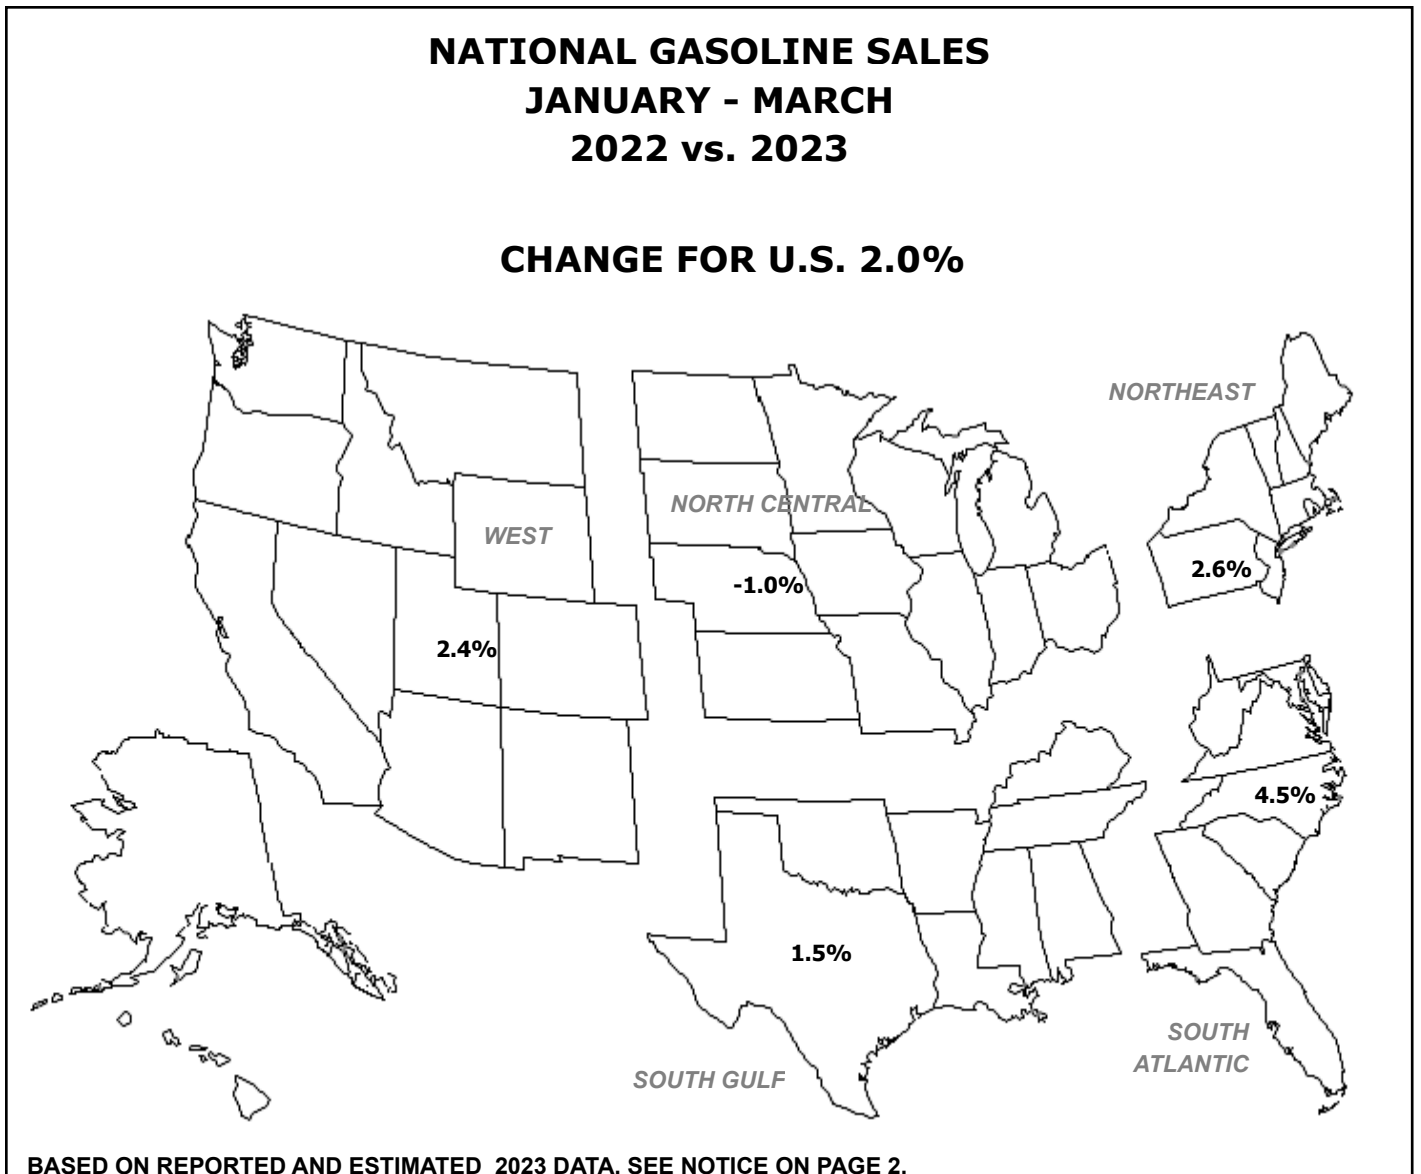 NATIONAL GASOLINE SALES
JANUARY - MARCH
2022 vs. 2023
CHANGE FOR U.S. 2.0%
NORTHEAST
NORTH CENTRAL
WEST
2.6%
-1.0%
2.4%
4.5%
1.5%
SOUTH
ATLANTIC
SOUTH GULF
BASED ON REPORTED AND ESTIMATED  2023 DATA. SEE NOTICE ON PAGE 2.